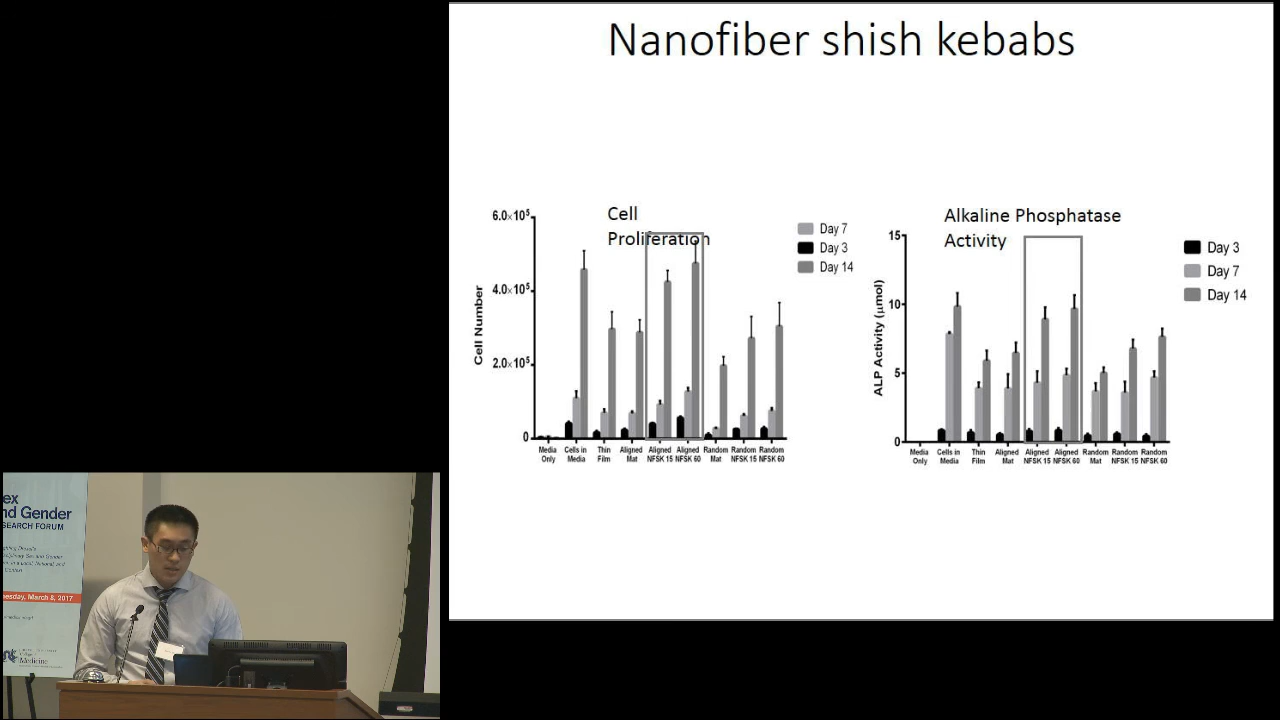 Nanofiber shish kebabs
Cell
Proliferation
6.0×10⁵
4.0×10⁵
2.0×10⁵
0
Cell Number
Day 7
Day 3
Day 14
Media Only
Cells in Media
Thin Film
Aligned Mat
Aligned NFSK 15
Aligned NFSK 60
Random Mat
Random NFSK 15
Random NFSK 60
Alkaline Phosphatase
Activity
15
10
5
0
ALP Activity (μmol)
Day 3
Day 7
Day 14
Media Only
Cells in Media
Thin Film
Aligned Mat
Aligned NFSK 15
Aligned NFSK 60
Random Mat
Random NFSK 15
Random NFSK 60
ex
nd Gender
SEARCH FORUM
esday, March 8, 2017
Medicine